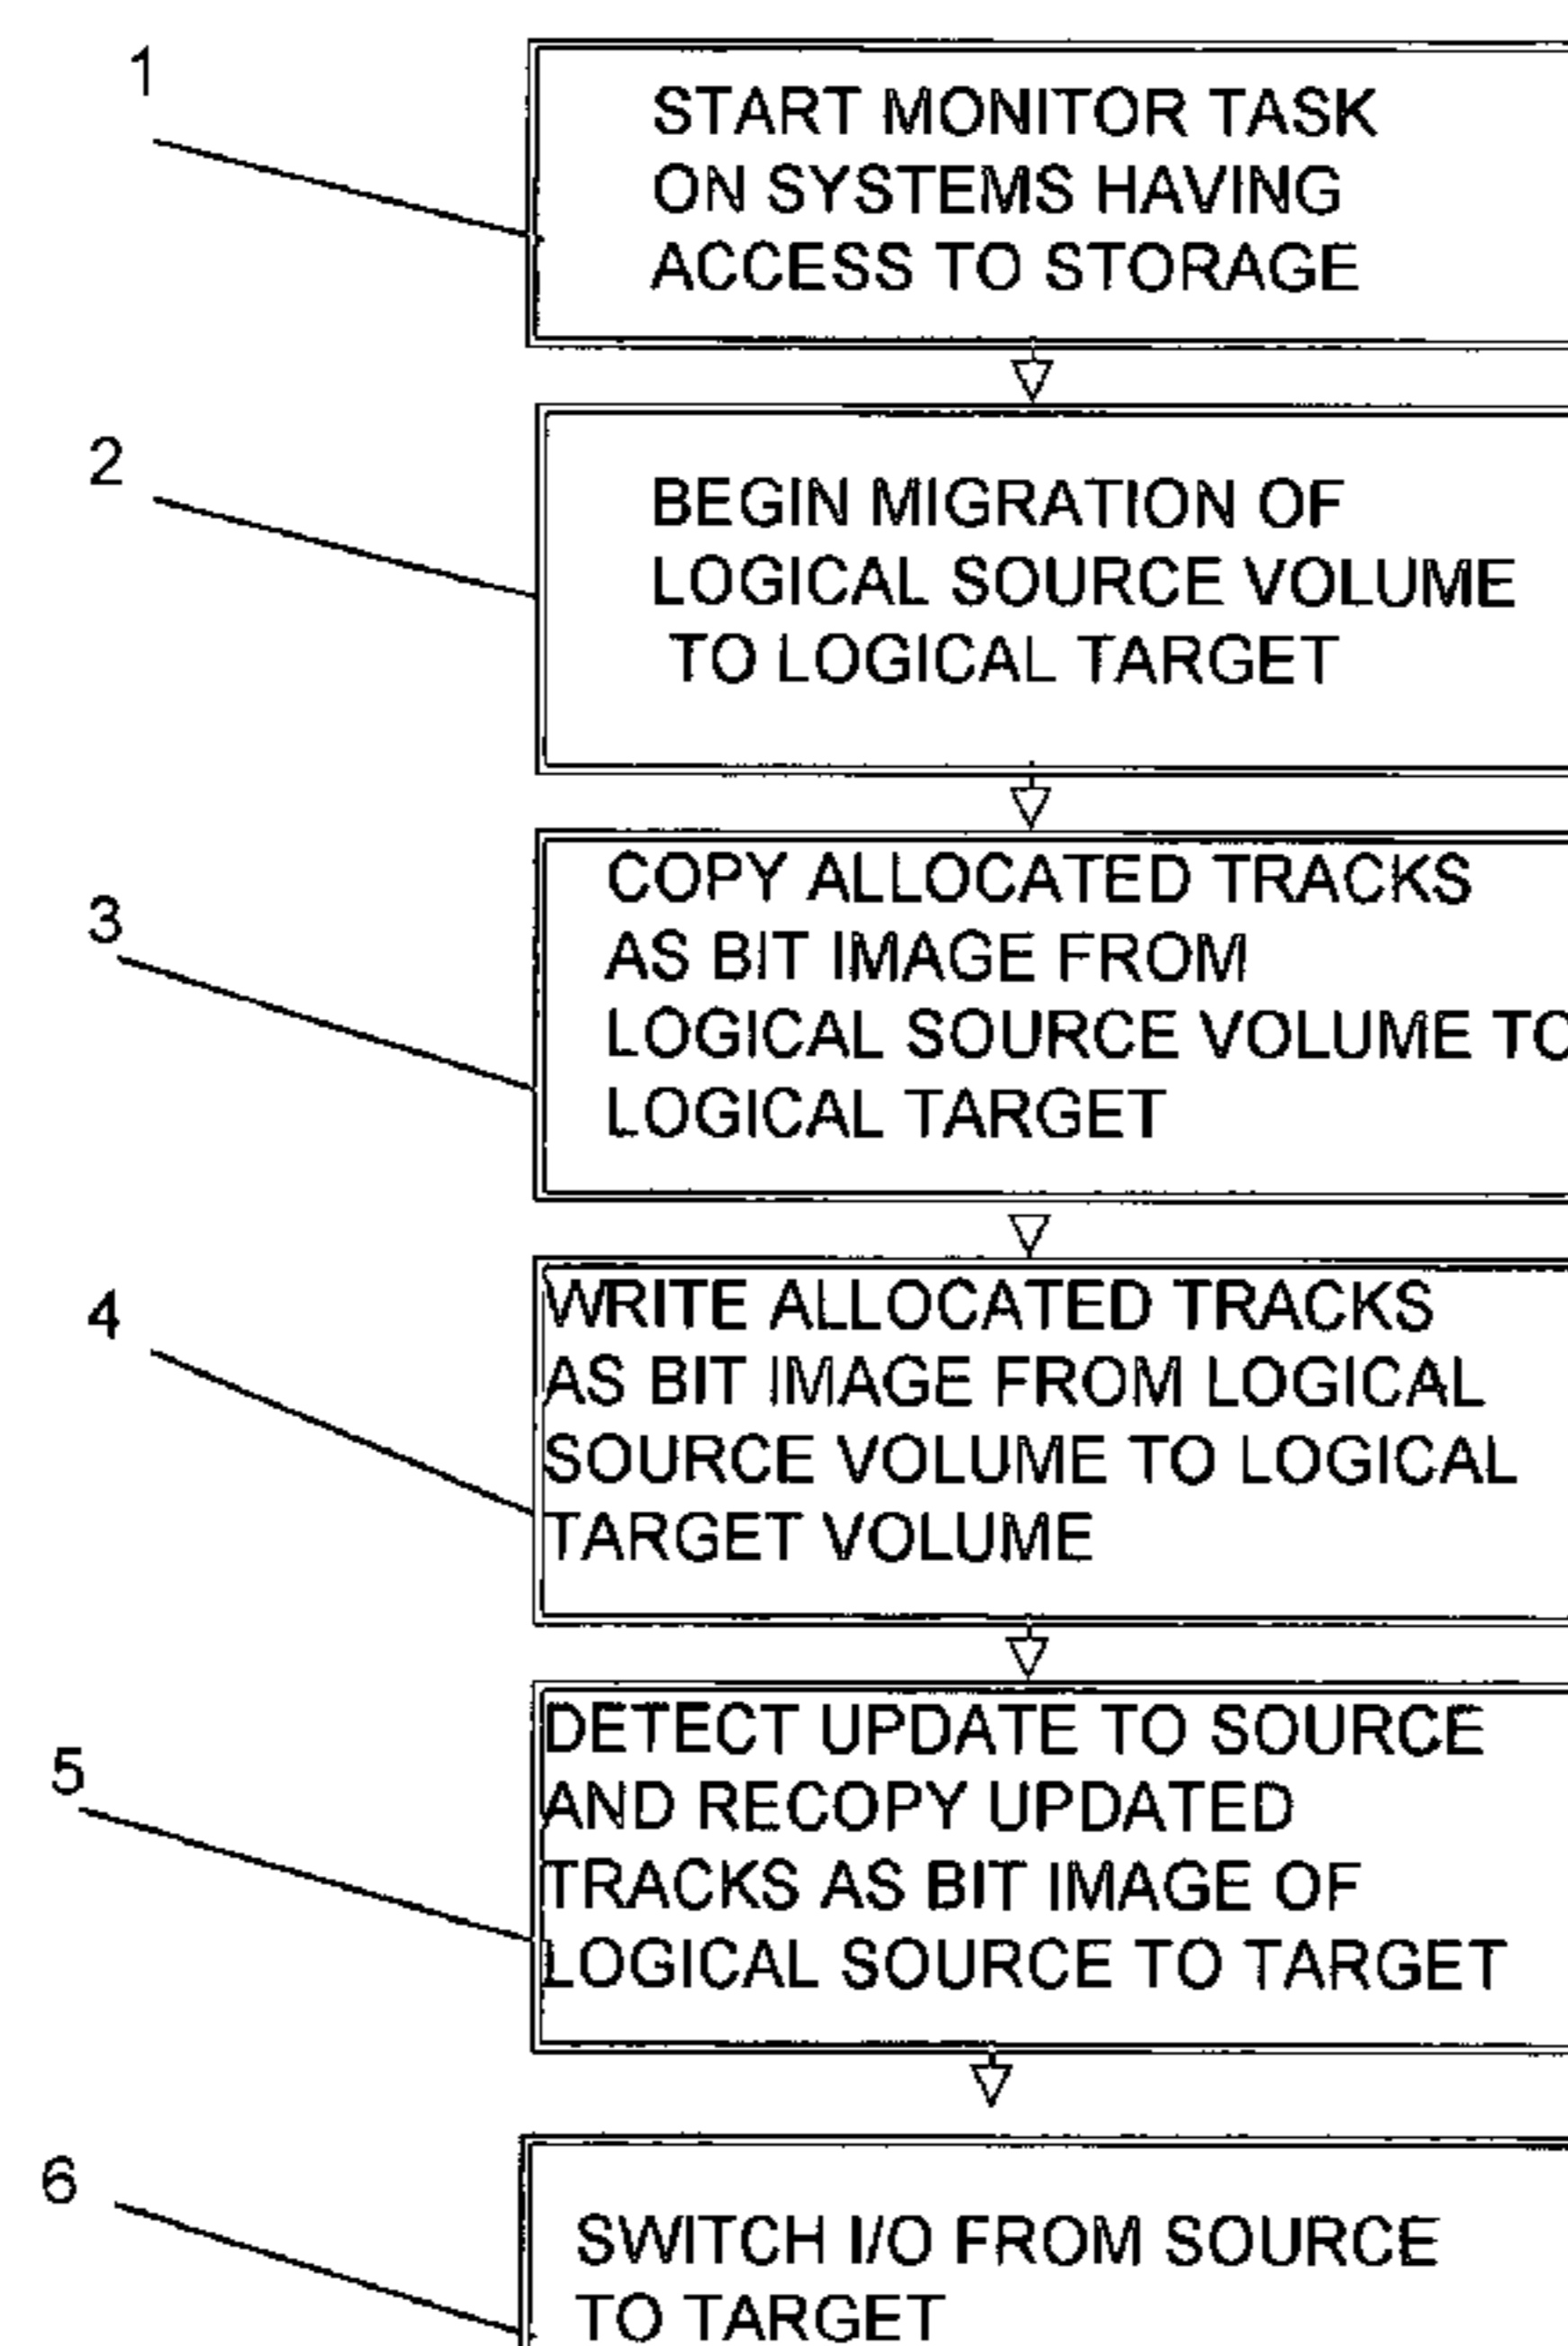 1
START MONITOR TASK
ON SYSTEMS HAVING
ACCESS TO STORAGE
2
BEGIN MIGRATION OF
LOGICAL SOURCE VOLUME
TO LOGICAL TARGET
3
COPY ALLOCATED TRACKS
AS BIT IMAGE FROM
LOGICAL SOURCE VOLUME TO
LOGICAL TARGET
4
WRITE ALLOCATED TRACKS
AS BIT IMAGE FROM LOGICAL
SOURCE VOLUME TO LOGICAL
TARGET VOLUME
5
DETECT UPDATE TO SOURCE
AND RECOPY UPDATED
TRACKS AS BIT IMAGE OF
LOGICAL SOURCE TO TARGET
6
SWITCH I/O FROM SOURCE
TO TARGET